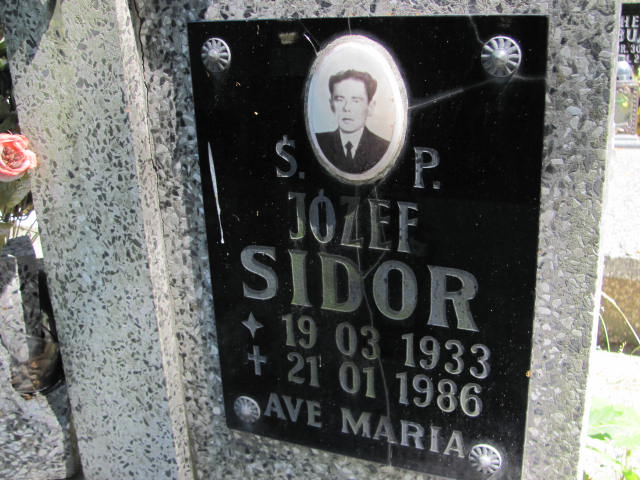 Ś. P.
JÓZEF
SIDOR
19 03 1933
21 01 1986
AVE MARIA